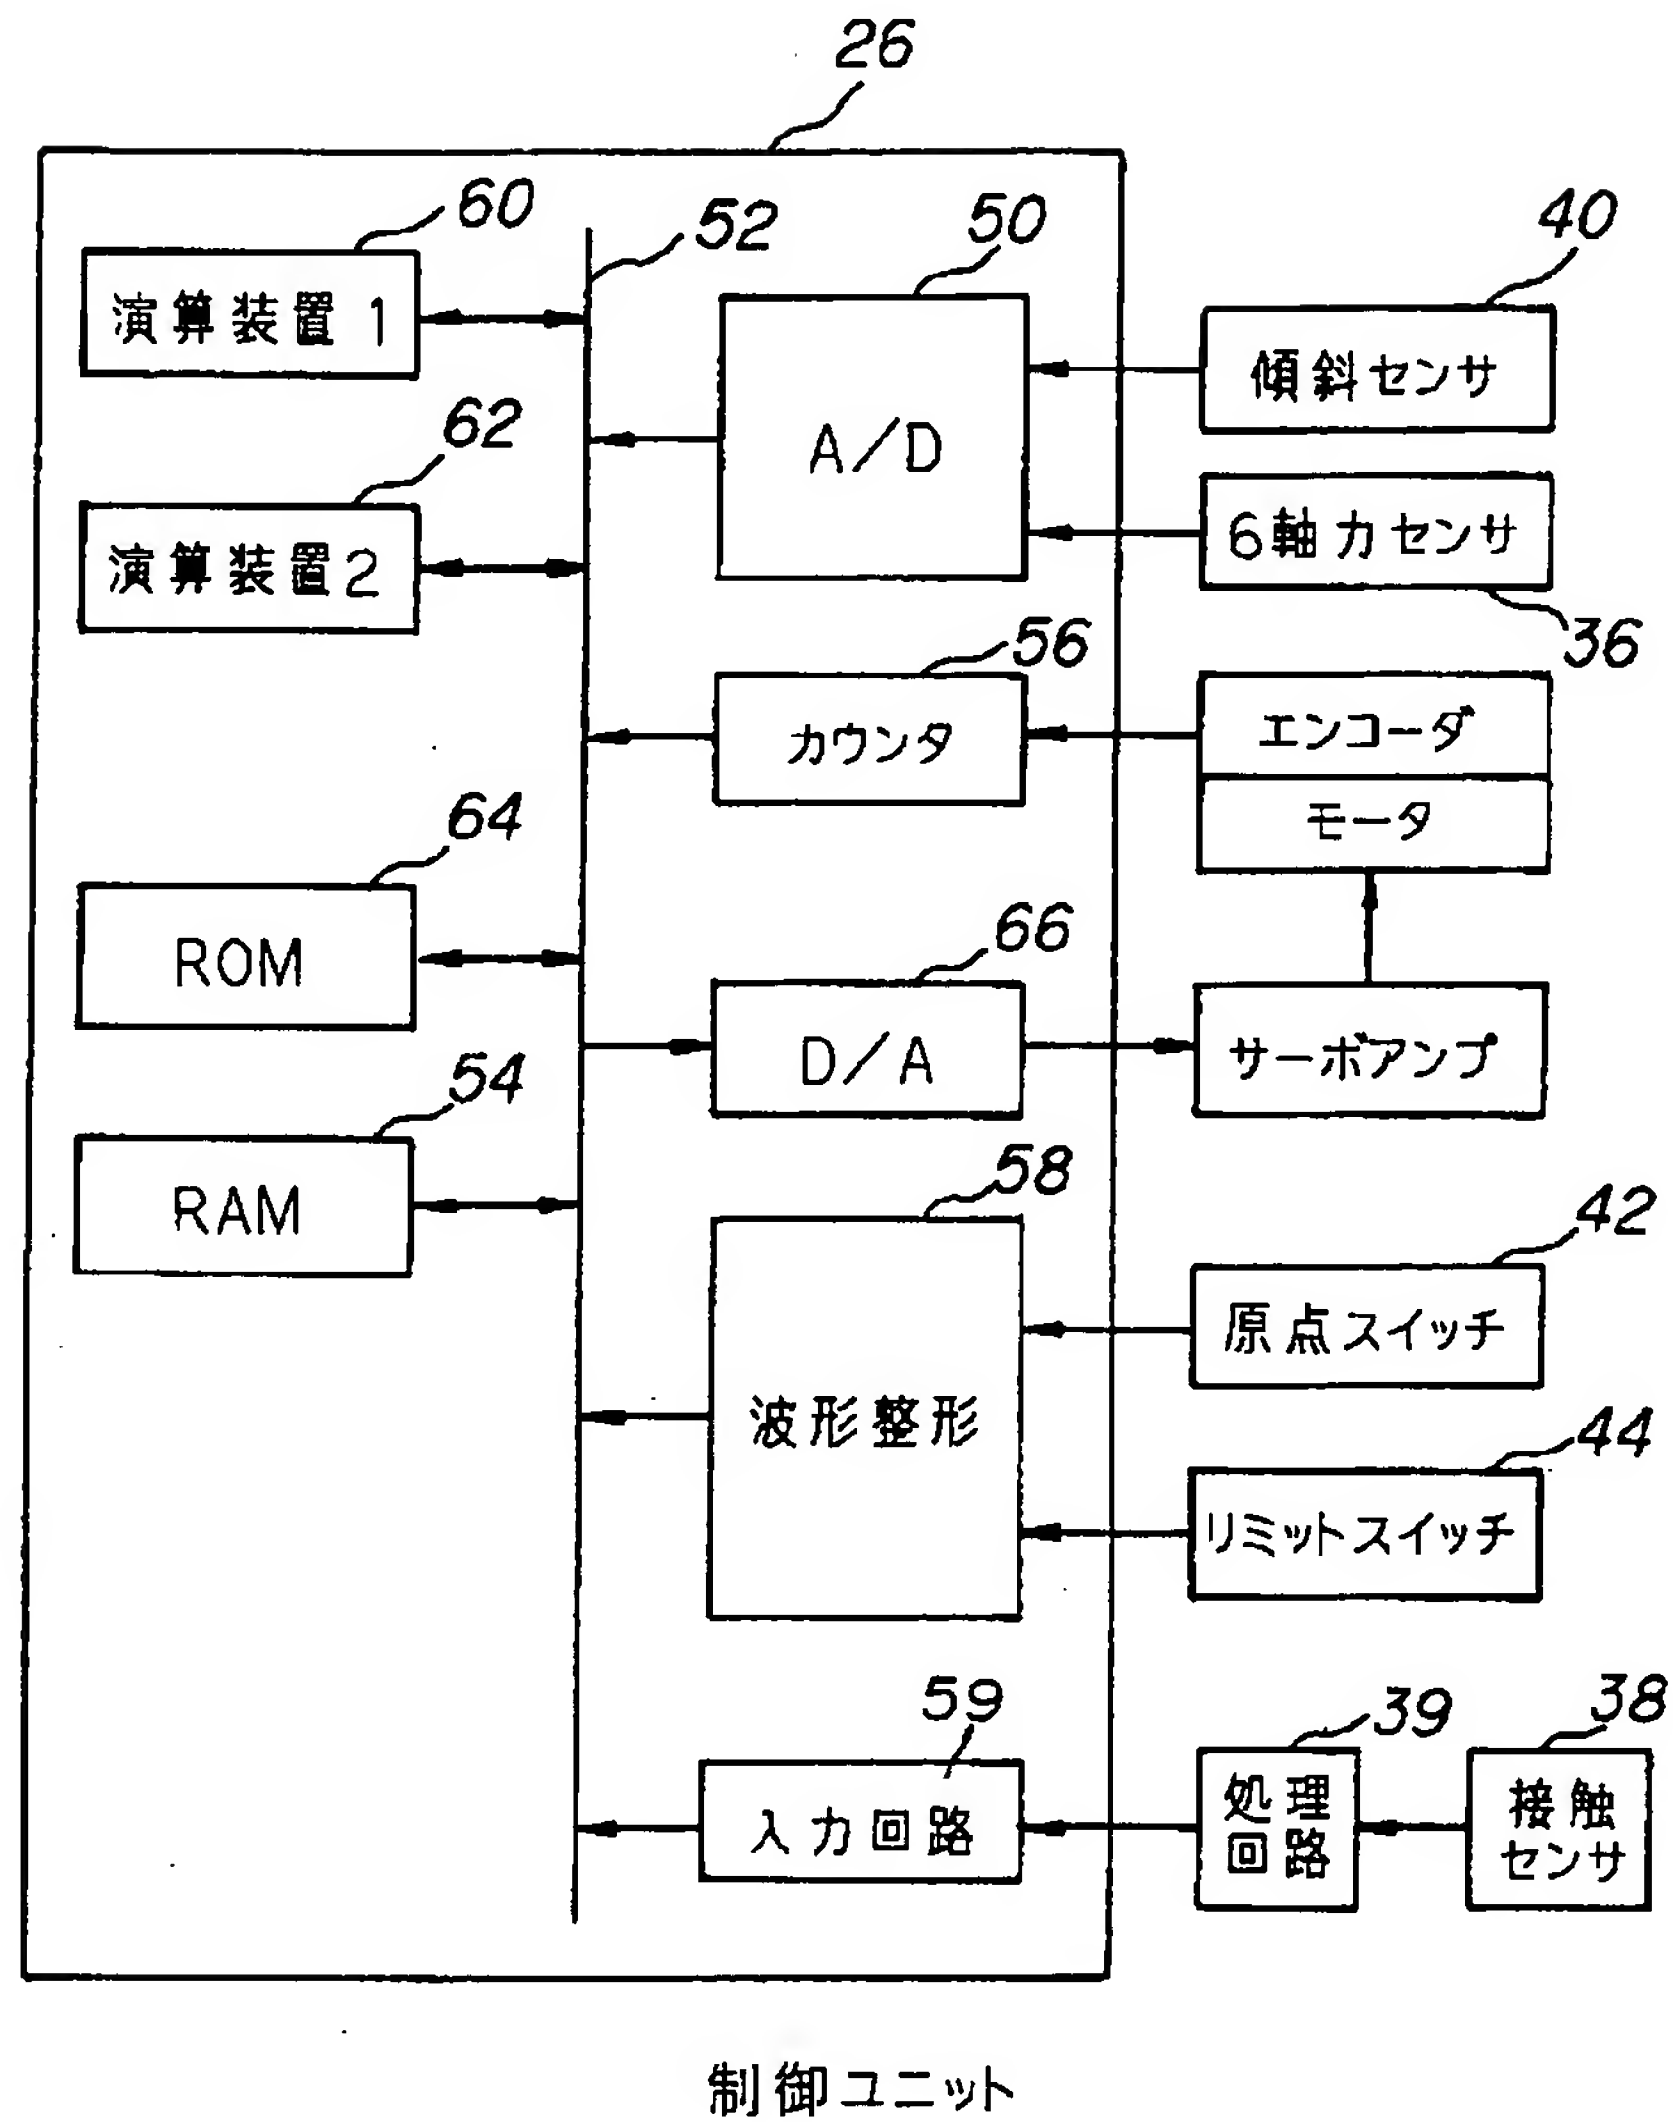 26
60
52
50
40
演算装置1
傾斜センサ
A/D
62
演算装置2
6軸力センサ
36
56
カウンタ
エンコーダ
モータ
64
ROM
66
D/A
サーボアンプ
54
RAM
58
波形整形
42
原点スイッチ
44
リミットスイッチ
59
入力回路
39
処理
回路
38
接触
センサ
制御ユニット